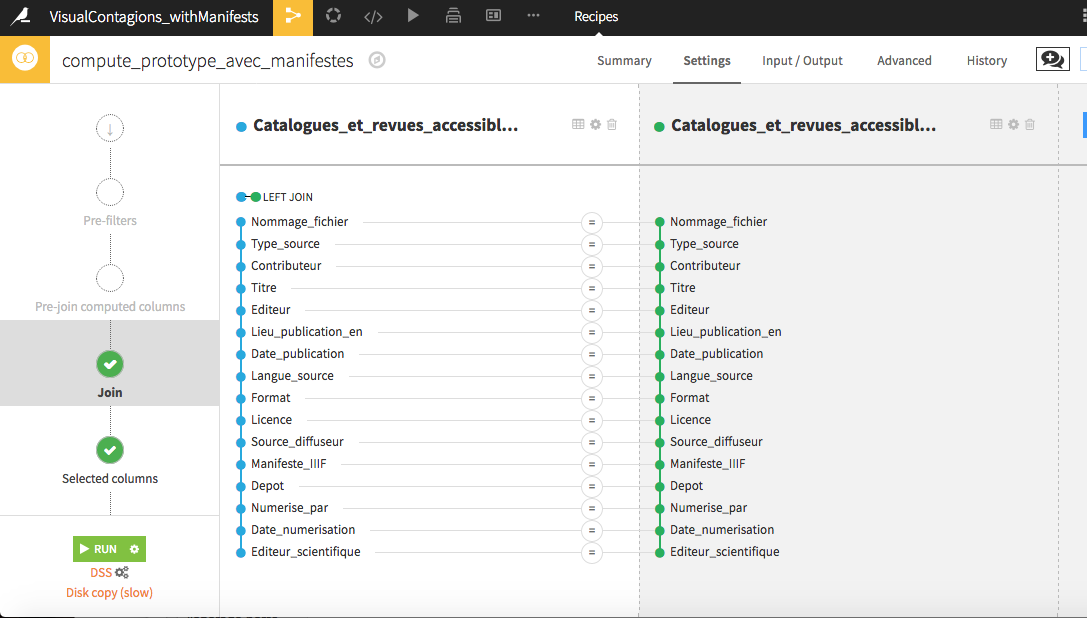 VisualContagions_withManifests
Recipes
compute_prototype_avec_manifestes
Summary
Settings
Input / Output
Advanced
History
Catalogues_et_revues_accessibl...
Catalogues_et_revues_accessibl...
Pre-filters
Pre-join computed columns
Join
Selected columns
RUN
DSS
Disk copy (slow)
LEFT JOIN
Nommage_fichier = Nommage_fichier
Type_source = Type_source
Contributeur = Contributeur
Titre = Titre
Editeur = Editeur
Lieu_publication_en = Lieu_publication_en
Date_publication = Date_publication
Langue_source = Langue_source
Format = Format
Licence = Licence
Source_diffuseur = Source_diffuseur
Manifeste_IIIF = Manifeste_IIIF
Depot = Depot
Numerise_par = Numerise_par
Date_numerisation = Date_numerisation
Editeur_scientifique = Editeur_scientifique